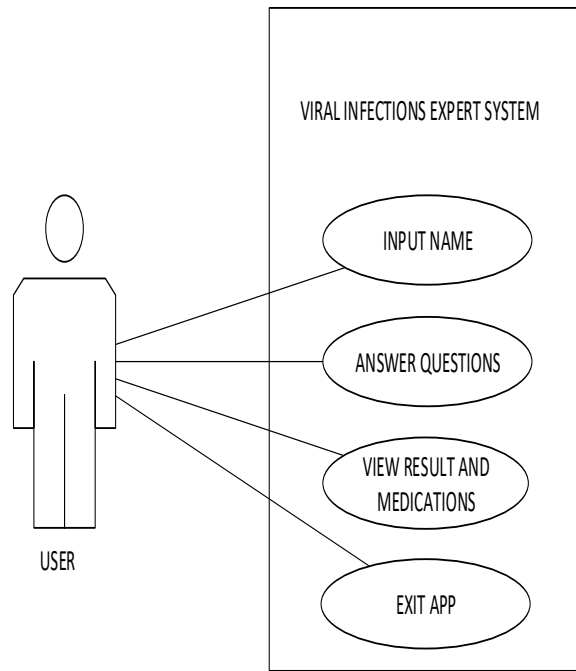 VIRAL INFECTIONS EXPERT SYSTEM
INPUT NAME
ANSWER QUESTIONS
VIEW RESULT AND
MEDICATIONS
USER
EXIT APP